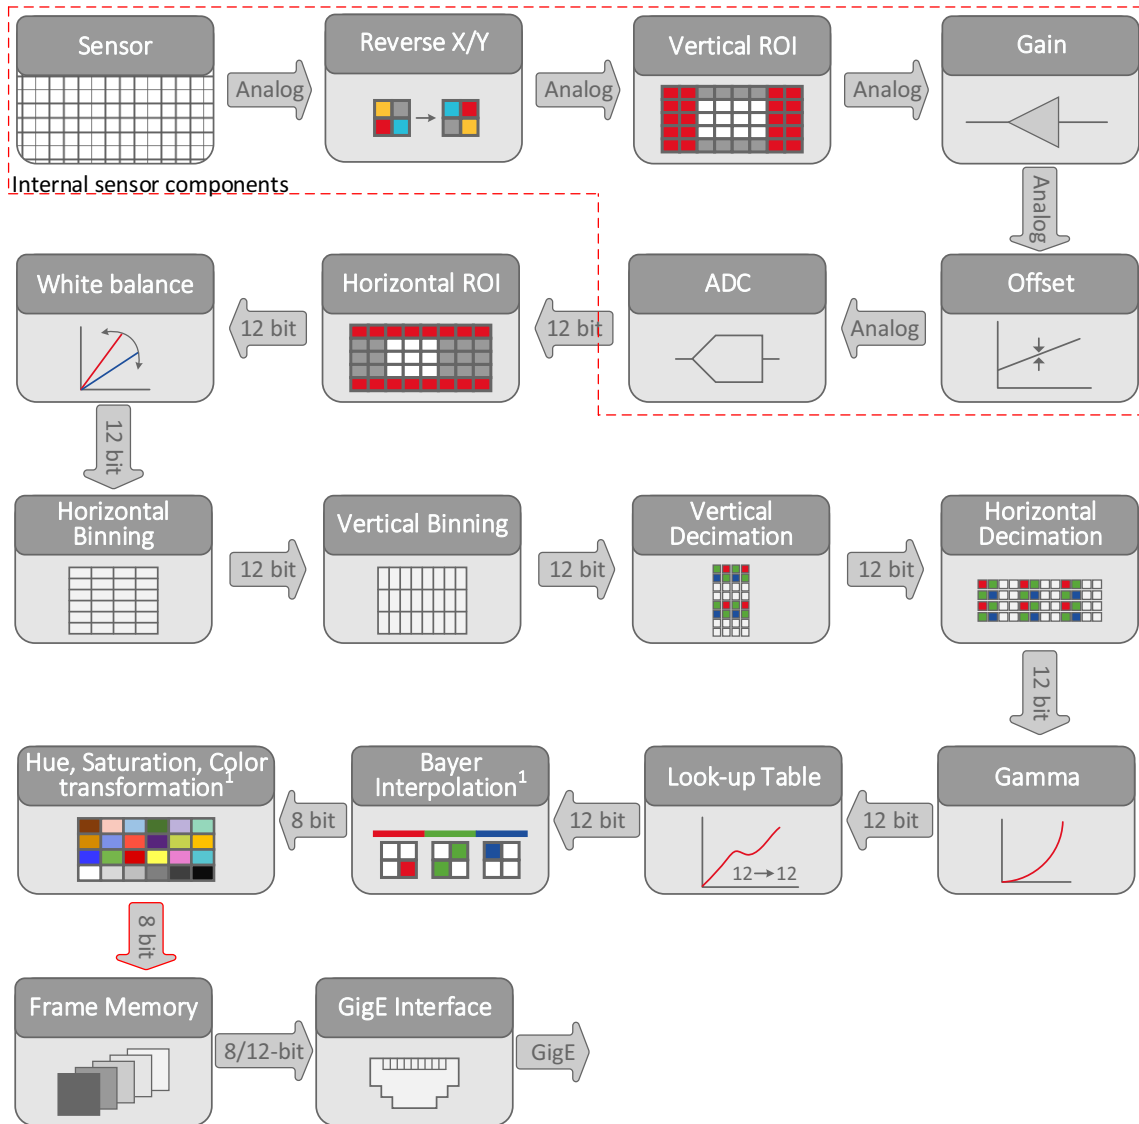 Sensor
Analog
Reverse X/Y
Analog
Vertical ROI
Analog
Gain
Internal sensor components
Analog
Offset
Analog
ADC
12 bit
Horizontal ROI
12 bit
White balance
12 bit
Horizontal
Binning
12 bit
Vertical Binning
12 bit
Vertical
Decimation
12 bit
Horizontal
Decimation
12 bit
Gamma
12 bit
Look-up Table
12→12
12 bit
Bayer
Interpolation¹
8 bit
Hue, Saturation, Color
transformation¹
8 bit
Frame Memory
8/12-bit
GigE Interface
GigE